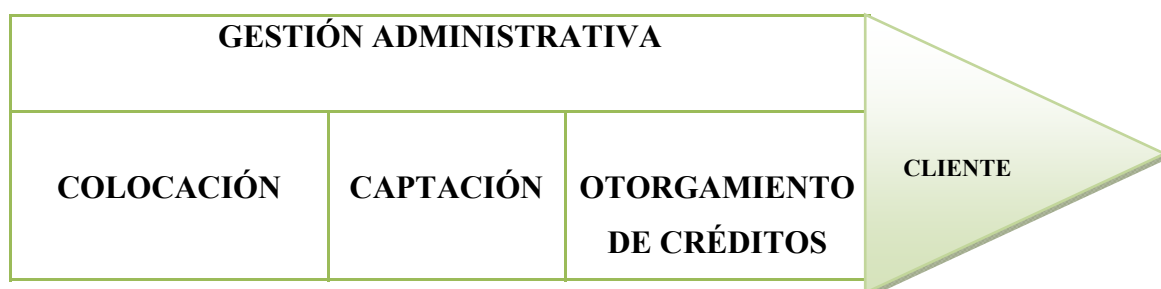 GESTIÓN ADMINISTRATIVA
COLOCACIÓN
CAPTACIÓN
OTORGAMIENTO
DE CRÉDITOS
CLIENTE